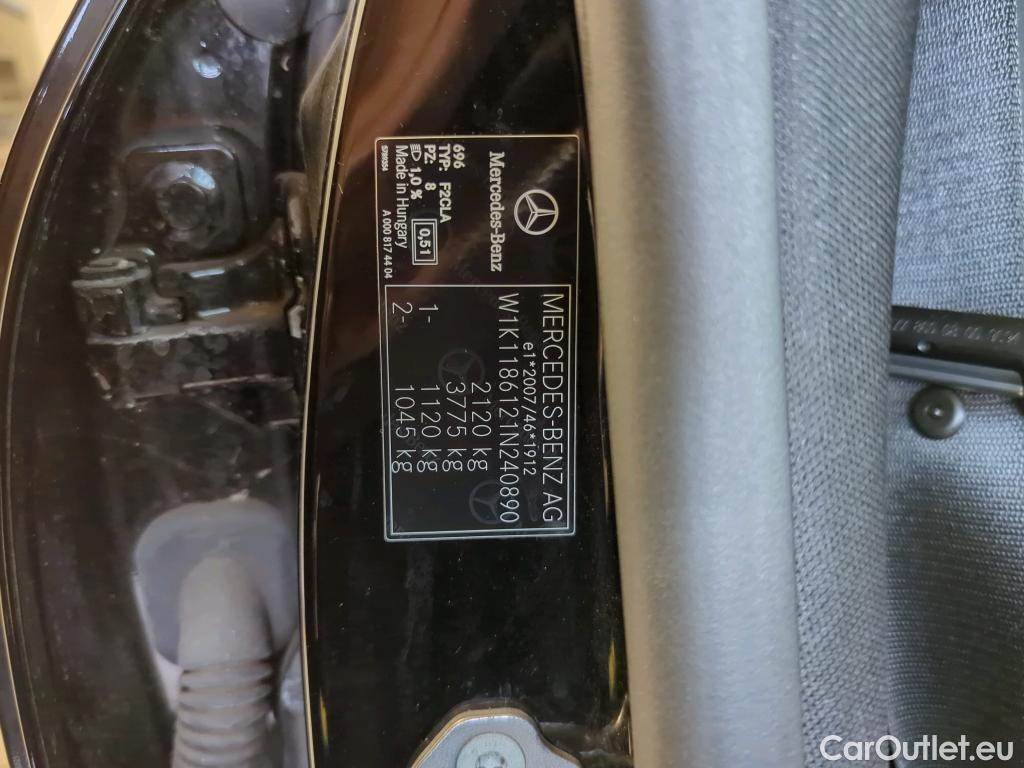 Mercedes-Benz
696
TYP: F2CLA
PZ: 8
1,0 %
0,51
Made in Hungary
5789354
A 000 817 44 04
MERCEDES-BENZ AG
e1*2007/46*1912
W1K1186121N240890
2120 kg
3775 kg
1- 1120 kg
2- 1045 kg
CarOutlet.eu